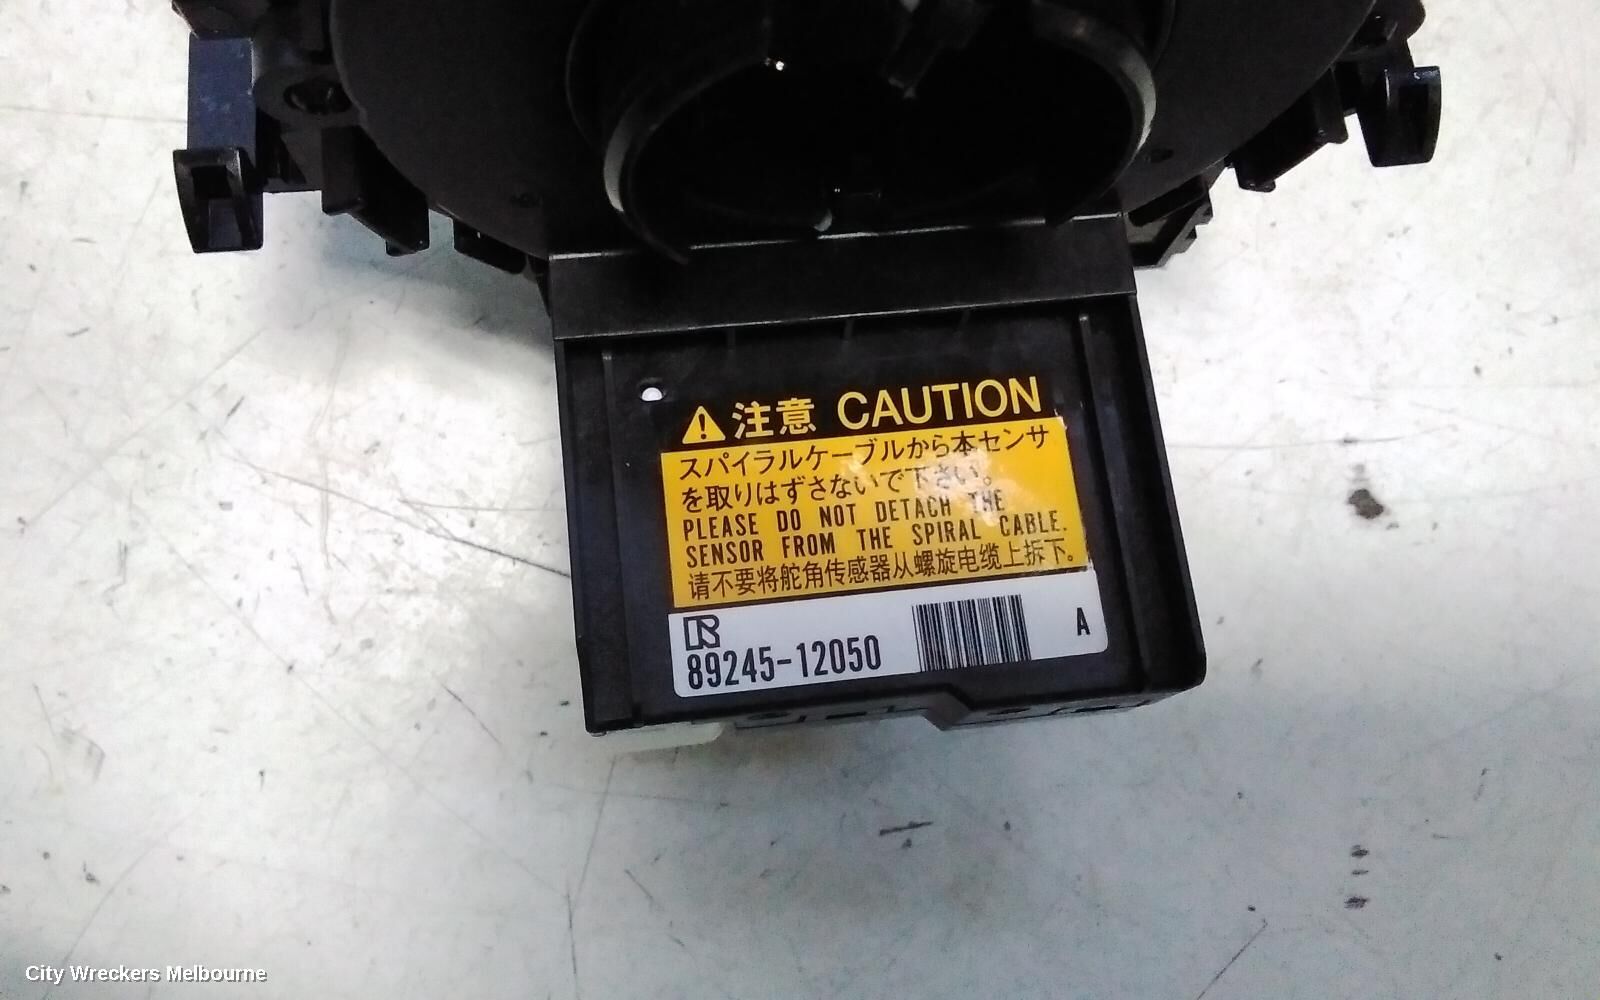 注意 CAUTION
スパイラルケーブルから本センサ
を取りはずさないで下さい。
PLEASE DO NOT DETACH THE
SENSOR FROM THE SPIRAL CABLE.
请不要将舵角传感器从螺旋电缆上拆下。
R
89245-12050
A
City Wreckers Melbourne